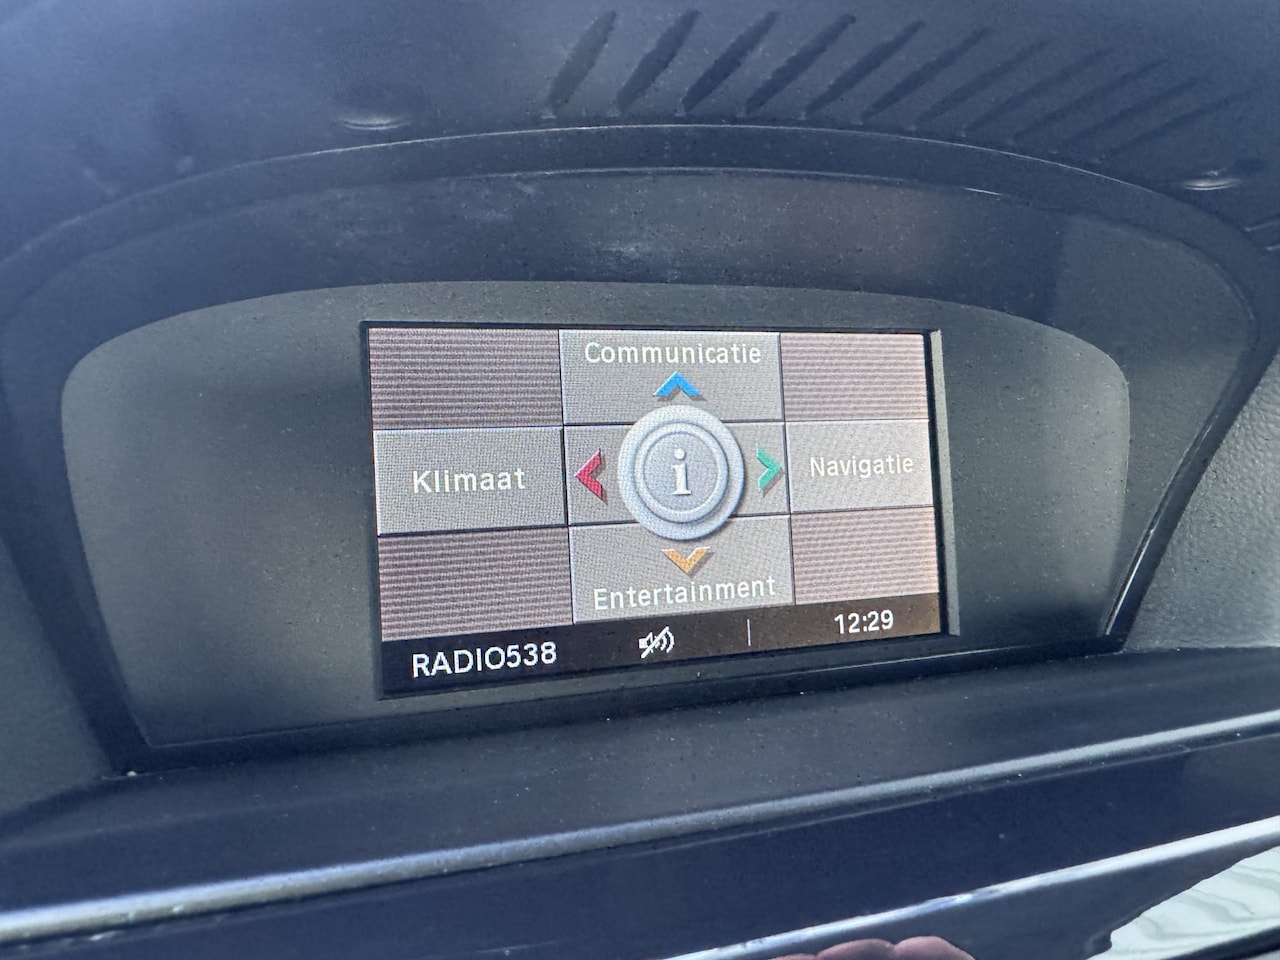 Communicatie
Klimaat
i
Navigatie
Entertainment
RADIO538
12:29